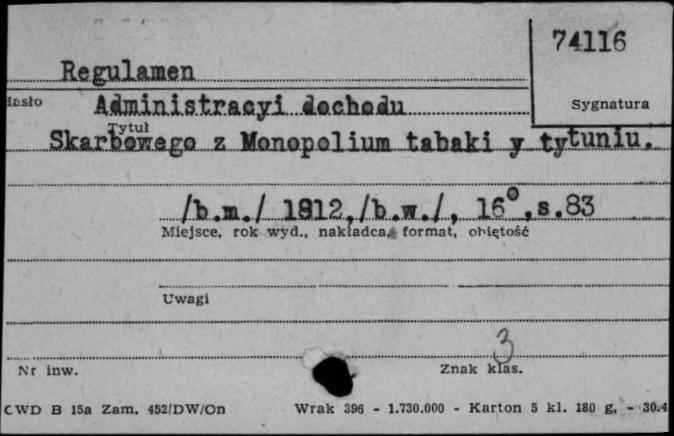 74116
Regulamen
Hasło
Administracyi dochodu
Sygnatura
Tytuł
Skarbowego z Monopolium tabaki y tytuniu.
/b.m./ 1812,/b.w./, 16°,s.83
Miejsce, rok wyd., nakładca, format, objętość
Uwagi
3
Nr inw.
Znak klas.
CWD B 15a Zam. 452/DW/On
Wrak 396 - 1.730.000 - Karton 5 kl. 180 g. - 30.4